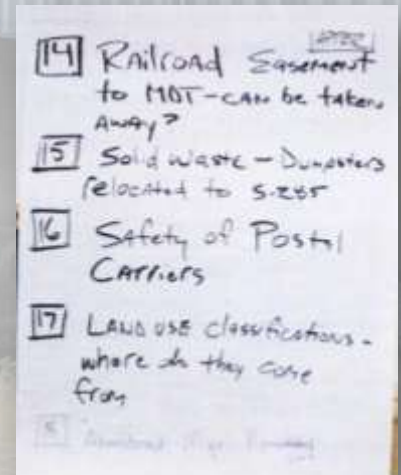 14 Railroad Easement
to MDT - can be taken
away?
15 Solid waste - Dumpsters
relocated to
16 Safety of Postal
Carriers
17 Land use classifications -
where do they come
from